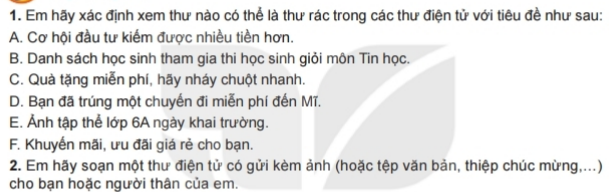 1. Em hãy xác định xem thư nào có thể là thư rác trong các thư điện tử với tiêu đề như sau:
A. Cơ hội đầu tư kiếm được nhiều tiền hơn.
B. Danh sách học sinh tham gia thi học sinh giỏi môn Tin học.
C. Quà tặng miễn phí, hãy nháy chuột nhanh.
D. Bạn đã trúng một chuyến đi miễn phí đến Mĩ.
E. Ảnh tập thể lớp 6A ngày khai trường.
F. Khuyến mãi, ưu đãi giá rẻ cho bạn.
2. Em hãy soạn một thư điện tử có gửi kèm ảnh (hoặc tệp văn bản, thiệp chúc mừng,...)
cho bạn hoặc người thân của em.